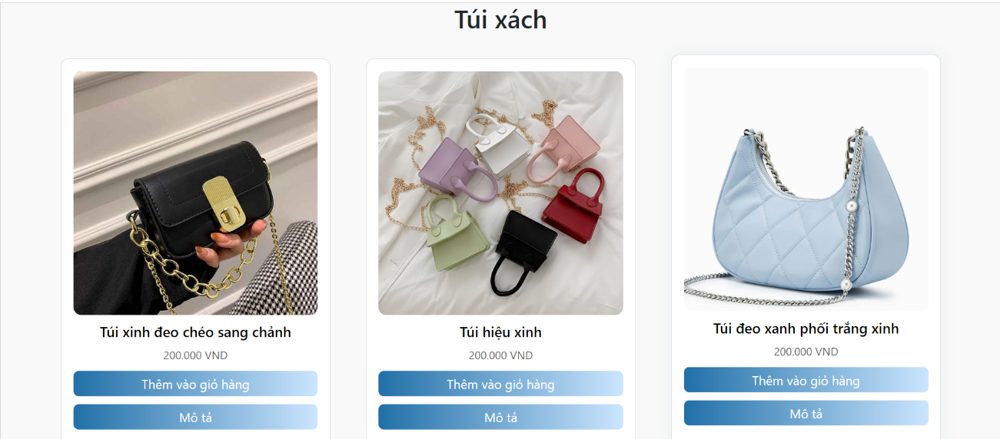 Túi xách
Túi xinh đeo chéo sang chảnh
200.000 VND
Thêm vào giỏ hàng
Mô tả
Túi hiệu xinh
200.000 VND
Thêm vào giỏ hàng
Mô tả
Túi đeo xanh phối trắng xinh
200.000 VND
Thêm vào giỏ hàng
Mô tả